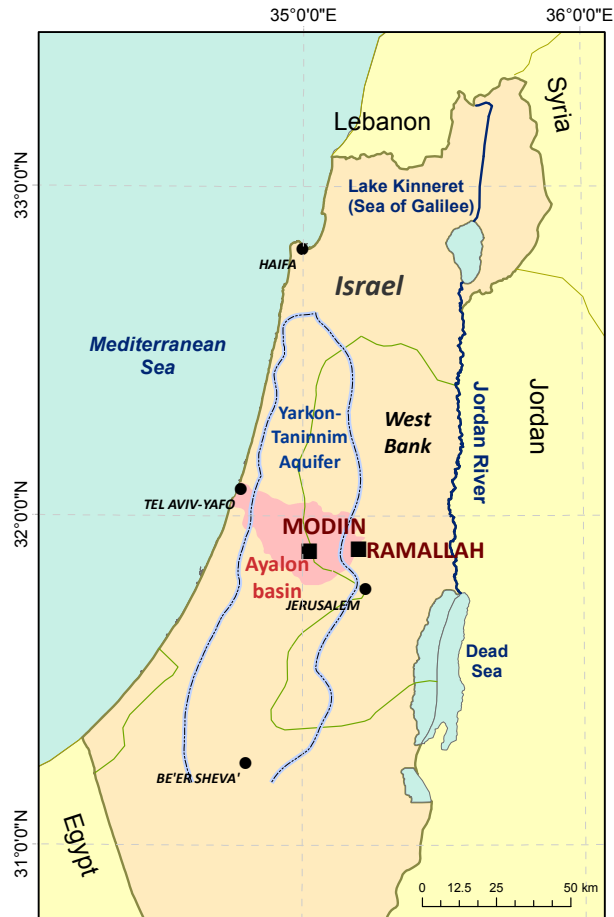 35°0'0"E
36°0'0"E
Syria
Lebanon
33°0'0"N
Lake Kinneret
(Sea of Galilee)
HAIFA
Israel
Mediterranean
Sea
Jordan
Jordan River
West
Bank
Yarkon-
Taninnim
Aquifer
TEL AVIV-YAFO
32°0'0"N
MODIIN
RAMALLAH
Ayalon
basin
JERUSALEM
Dead
Sea
BE'ER SHEVA'
31°0'0"N
Egypt
0 12.5 25 50 km